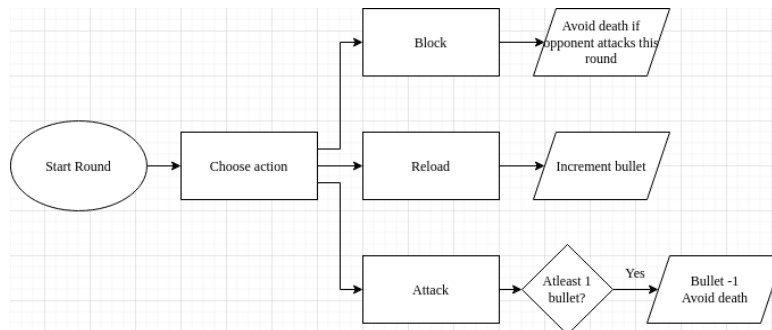 Block
Avoid death if
opponent attacks this
round
Start Round
Choose action
Reload
Increment bullet
Attack
Atleast 1
bullet?
Yes
Bullet -1
Avoid death